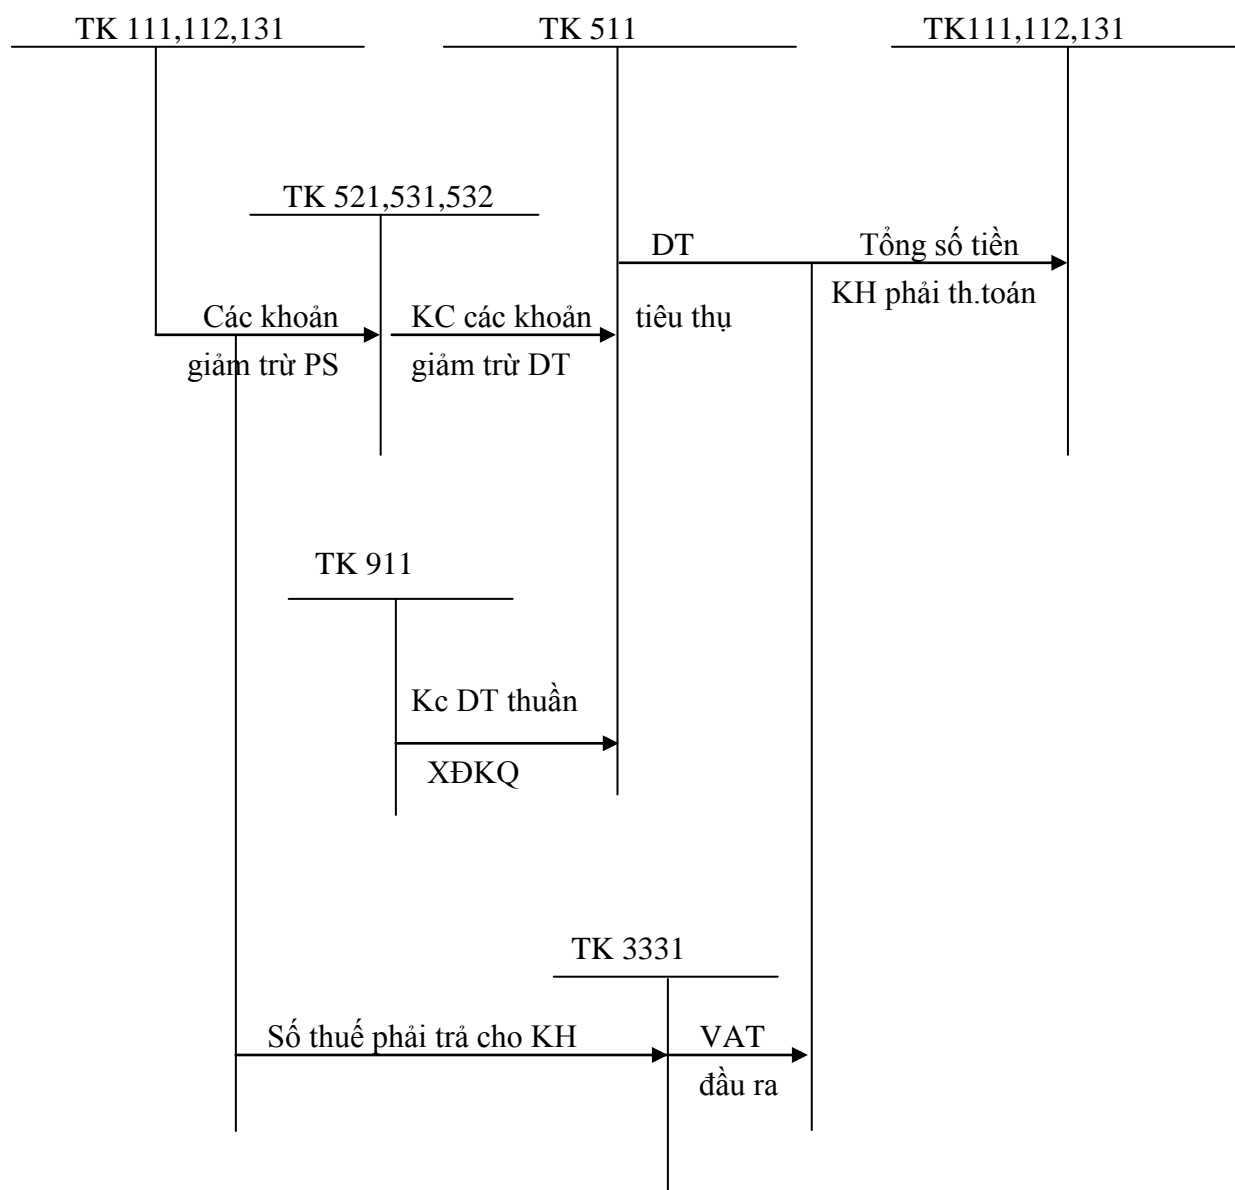 TK 111,112,131
TK 511
TK111,112,131
TK 521,531,532
DT
Tổng số tiền
KH phải th.toán
Các khoản
KC các khoản
tiêu thụ
giảm trừ PS
giảm trừ DT
TK 911
Kc DT thuần
XĐKQ
TK 3331
Số thuế phải trả cho KH
VAT
đầu ra